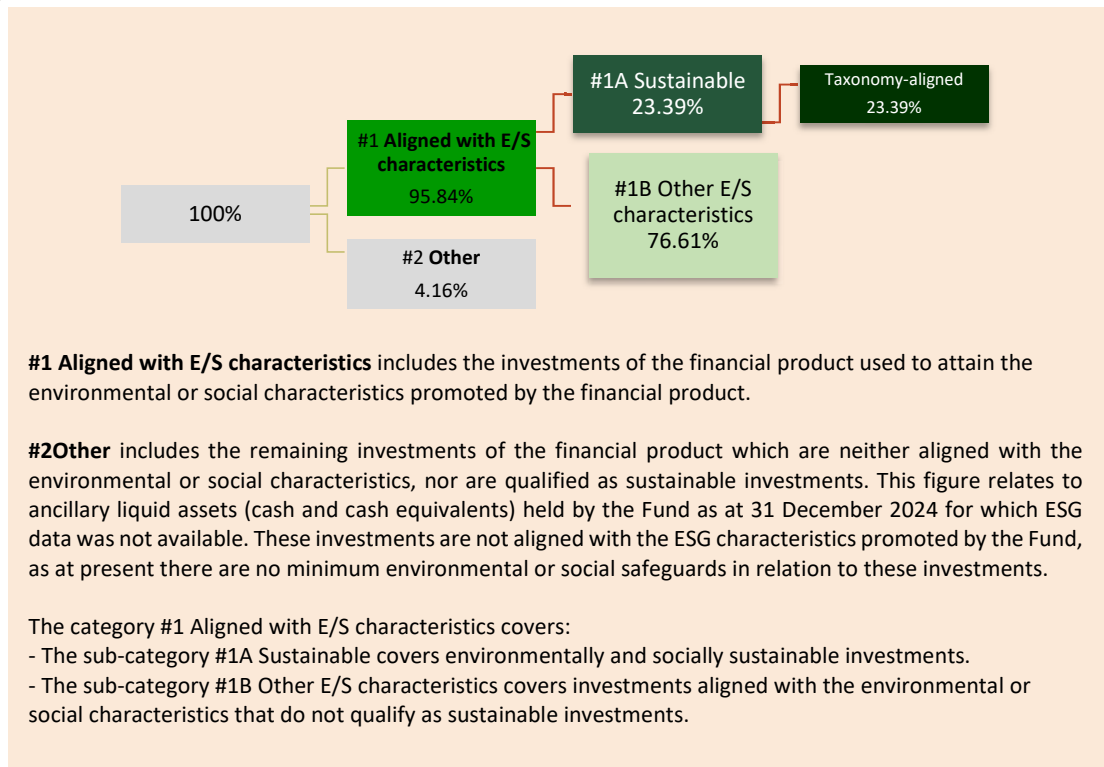 #1A Sustainable
23.39%
Taxonomy-aligned
23.39%
#1 Aligned with E/S
characteristics
95.84%
#1B Other E/S
characteristics
76.61%
100%
#2 Other
4.16%
#1 Aligned with E/S characteristics includes the investments of the financial product used to attain the
environmental or social characteristics promoted by the financial product.
#2Other includes the remaining investments of the financial product which are neither aligned with the
environmental or social characteristics, nor are qualified as sustainable investments. This figure relates to
ancillary liquid assets (cash and cash equivalents) held by the Fund as at 31 December 2024 for which ESG
data was not available. These investments are not aligned with the ESG characteristics promoted by the Fund,
as at present there are no minimum environmental or social safeguards in relation to these investments.
The category #1 Aligned with E/S characteristics covers:
- The sub-category #1A Sustainable covers environmentally and socially sustainable investments.
- The sub-category #1B Other E/S characteristics covers investments aligned with the environmental or
social characteristics that do not qualify as sustainable investments.